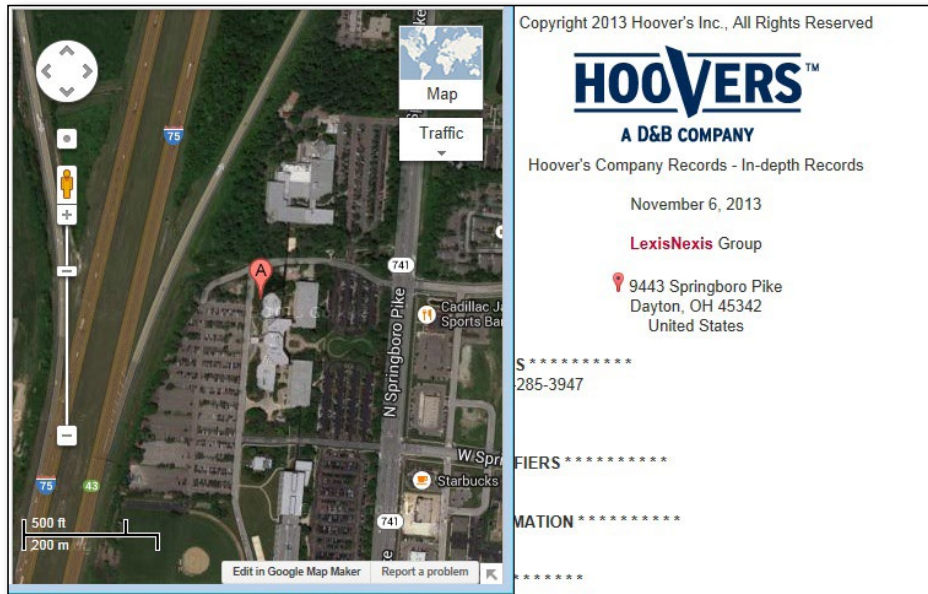 75
Map
Traffic
A
741
Cadillac Ja
Sports Bar
N Springboro Pike
W Spri
Starbucks
75
43
500 ft
200 m
741
Edit in Google Map Maker
Report a problem
Copyright 2013 Hoover's Inc., All Rights Reserved
HOOVERS™
A D&B COMPANY
Hoover's Company Records - In-depth Records
November 6, 2013
LexisNexis Group
9443 Springboro Pike
Dayton, OH 45342
United States
S * * * * * * * * * *
-285-3947
FIERS * * * * * * * * * *
MATION * * * * * * * * * *
* * * * * * *